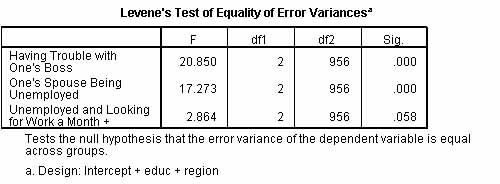 Levene's Test of Equality of Error Variancesa
F df1 df2 Sig.
Having Trouble with
One's Boss 20.850 2 956 .000
One's Spouse Being
Unemployed 17.273 2 956 .000
Unemployed and Looking
for Work a Month + 2.864 2 956 .058
Tests the null hypothesis that the error variance of the dependent variable is equal
across groups.
a. Design: Intercept + educ + region